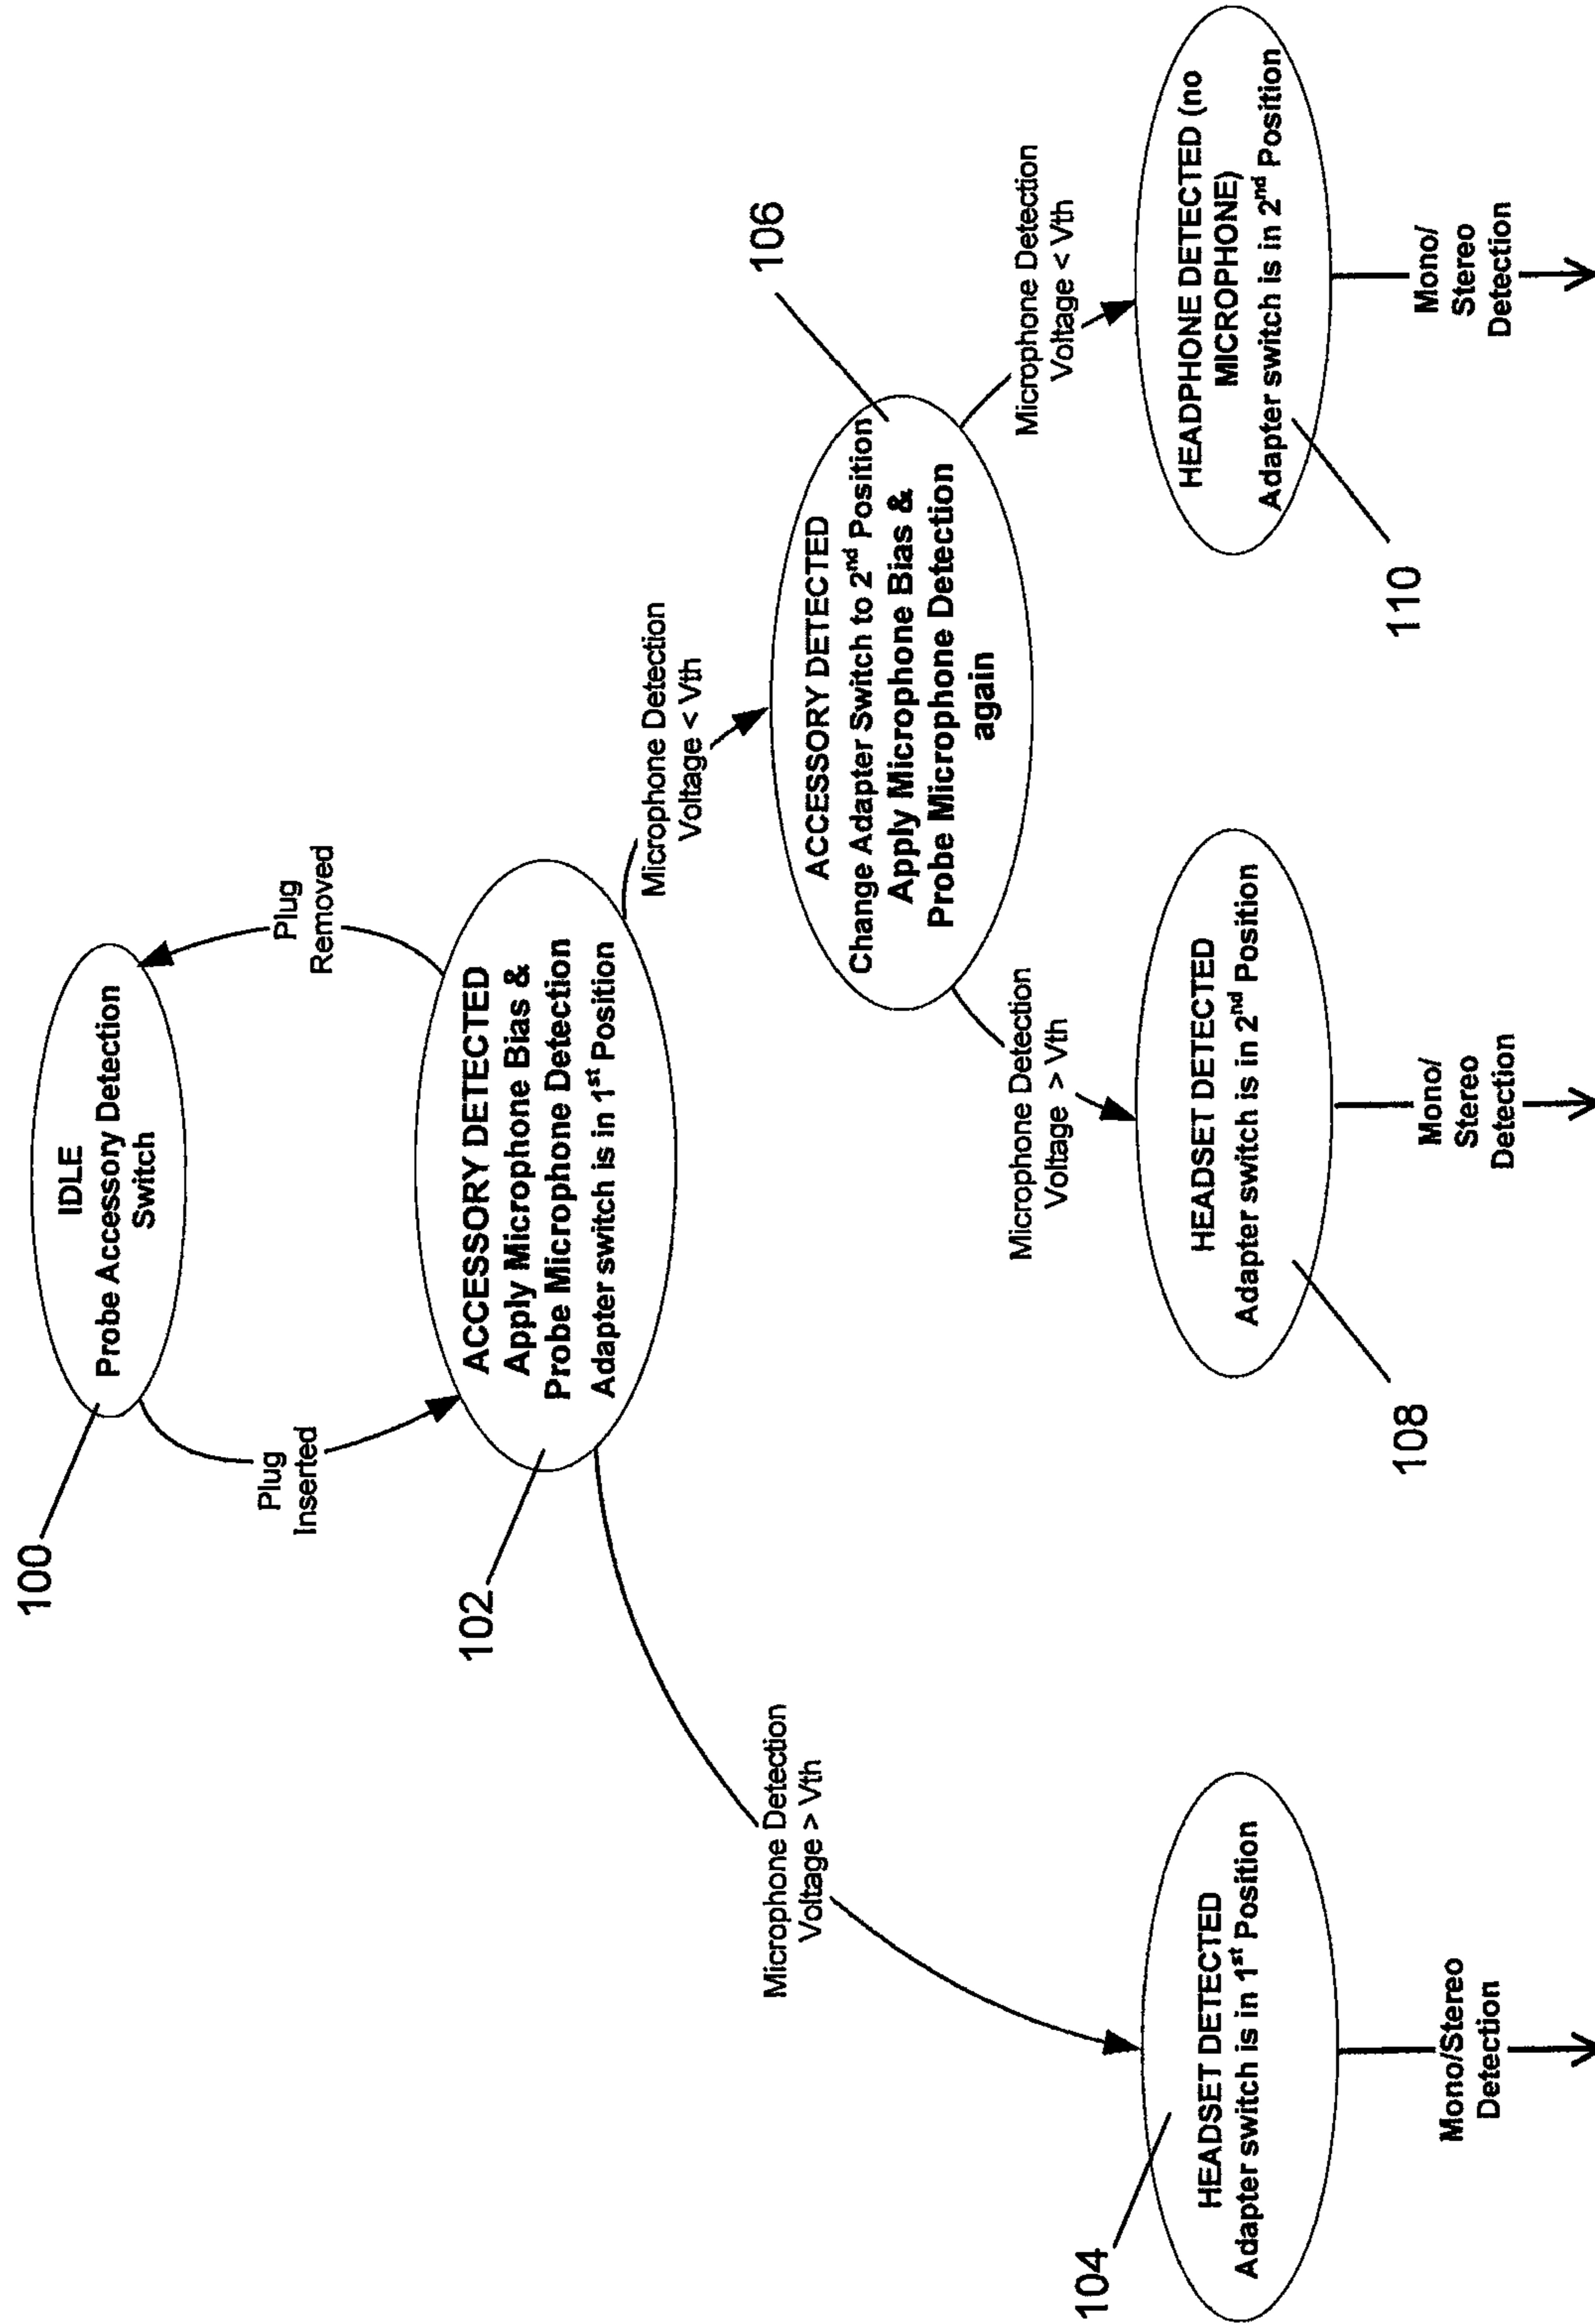 100
IDLE
Probe Accessory Detection
Switch
Plug
Inserted
Plug
Removed
102
ACCESSORY DETECTED
Apply Microphone Bias &
Probe Microphone Detection
Adapter switch is in 1st Position
Microphone Detection
Voltage > Vth
Microphone Detection
Voltage < Vth
106
ACCESSORY DETECTED
Change Adapter Switch to 2nd Position
Apply Microphone Bias &
Probe Microphone Detection
again
Microphone Detection
Voltage > Vth
Microphone Detection
Voltage < Vth
104
HEADSET DETECTED
Adapter switch is in 1st Position
Mono/Stereo
Detection
108
HEADSET DETECTED
Adapter switch is in 2nd Position
Mono/
Stereo
Detection
110
HEADPHONE DETECTED (no
MICROPHONE)
Adapter switch is in 2nd Position
Mono/
Stereo
Detection